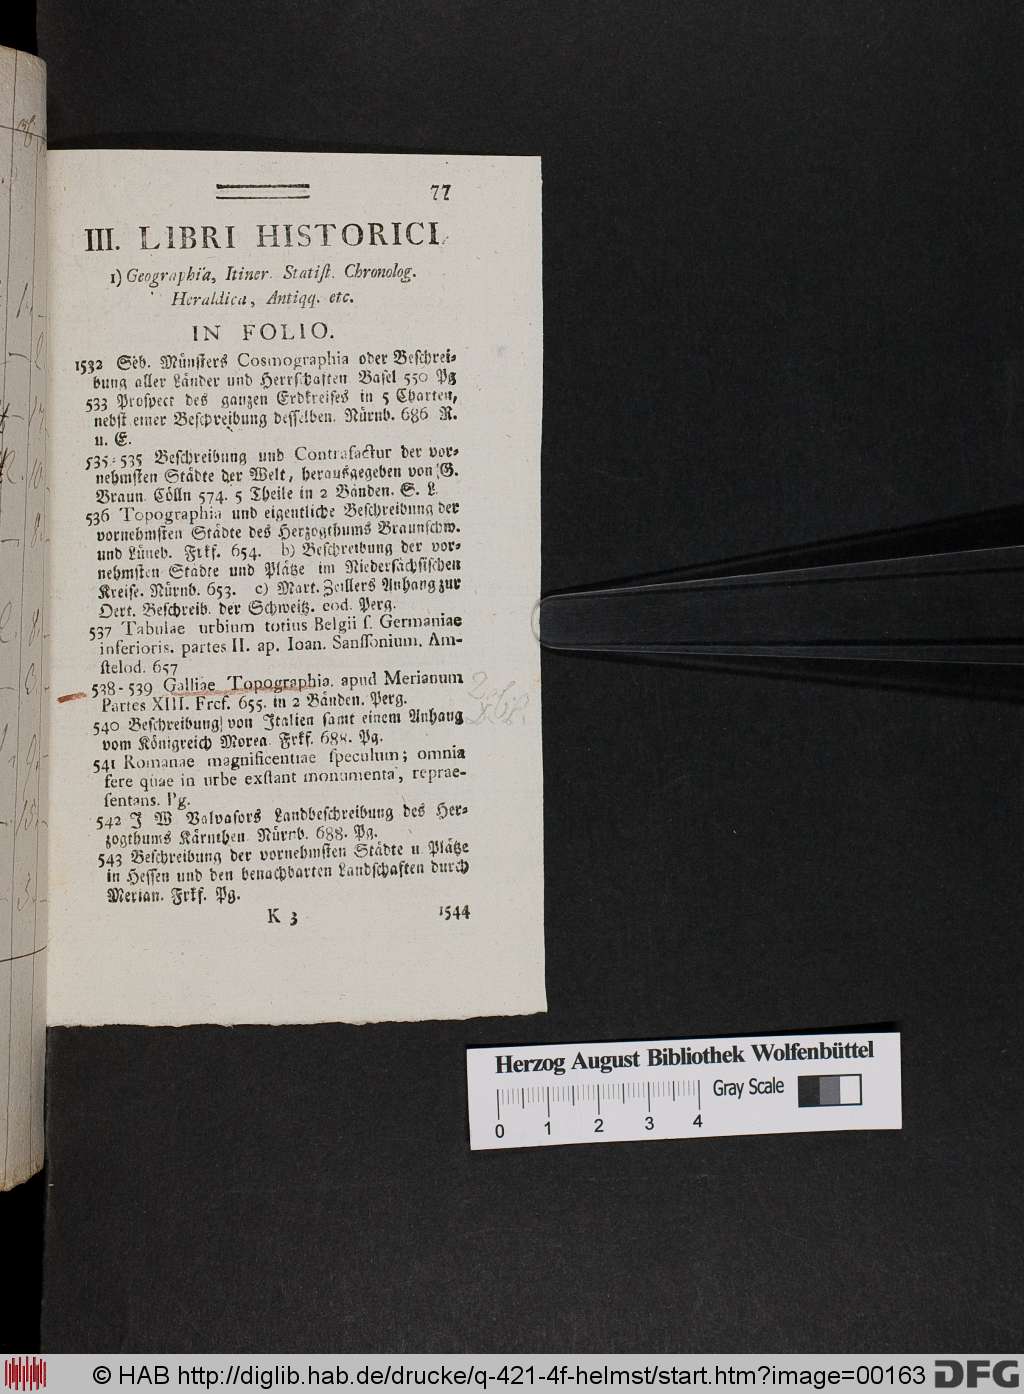 77
III. LIBRI HISTORICI.
1) Geographia, Itiner. Statiſt. Chronolog.
Heraldica, Antiqq. etc.
IN FOLIO.
1532 Seb. Münſters Cosmographia oder Beſchrei-
bung aller Länder und Herrſchaften Baſel 550 Pg
533 Proſpect des ganzen Erdkreiſes in 5 Charten,
nebſt einer Beſchreibung deſſelben. Nürnb. 686 R.
u. E.
535-535 Beſchreibung und Contrafactur der vor-
nehmſten Städte der Welt, herausgegeben von G.
Braun. Cölln 574. 5 Theile in 2 Bänden. S. L.
536 Topographia und eigentliche Beſchreibung der
vornehmſten Städte des Herzogthums Braunſchw.
und Lüneb. Frkf. 654. b) Beſchreibung der vor-
nehmſten Städte und Plätze im Niederſächſiſchen
Kreiſe. Nürnb. 653. c) Mart. Zeillers Anhang zur
Oert. Beſchreib. der Schweitz. eod. Perg.
537 Tabulae urbium totius Belgii ſ. Germaniae
inferioris. partes II. ap. Ioan. Sanſſonium. Am-
ſtelod. 657
538-539 Galliae Topographia. apud Merianum
Partes XIII. Frcf. 655. in 2 Bänden. Perg.
540 Beſchreibung von Italien ſamt einem Anhang
vom Königreich Morea. Frkf. 688. Pg.
541 Romanae magnificentiae ſpeculum; omnia
fere quae in urbe exſtant monumenta, reprae-
ſentans. Pg.
542 J W Valvaſors Landbeſchreibung des Her-
zogthums Kärnthen. Nürnb. 688. Pg.
543 Beſchreibung der vornehmſten Städte u Plätze
in Heſſen und den benachbarten Landſchaften durch
Merian. Frkf. Pg.
K 3 1544
Herzog August Bibliothek Wolfenbüttel
Gray Scale
0 1 2 3 4
© HAB http://diglib.hab.de/drucke/q-421-4f-helmst/start.htm?image=00163
DFG